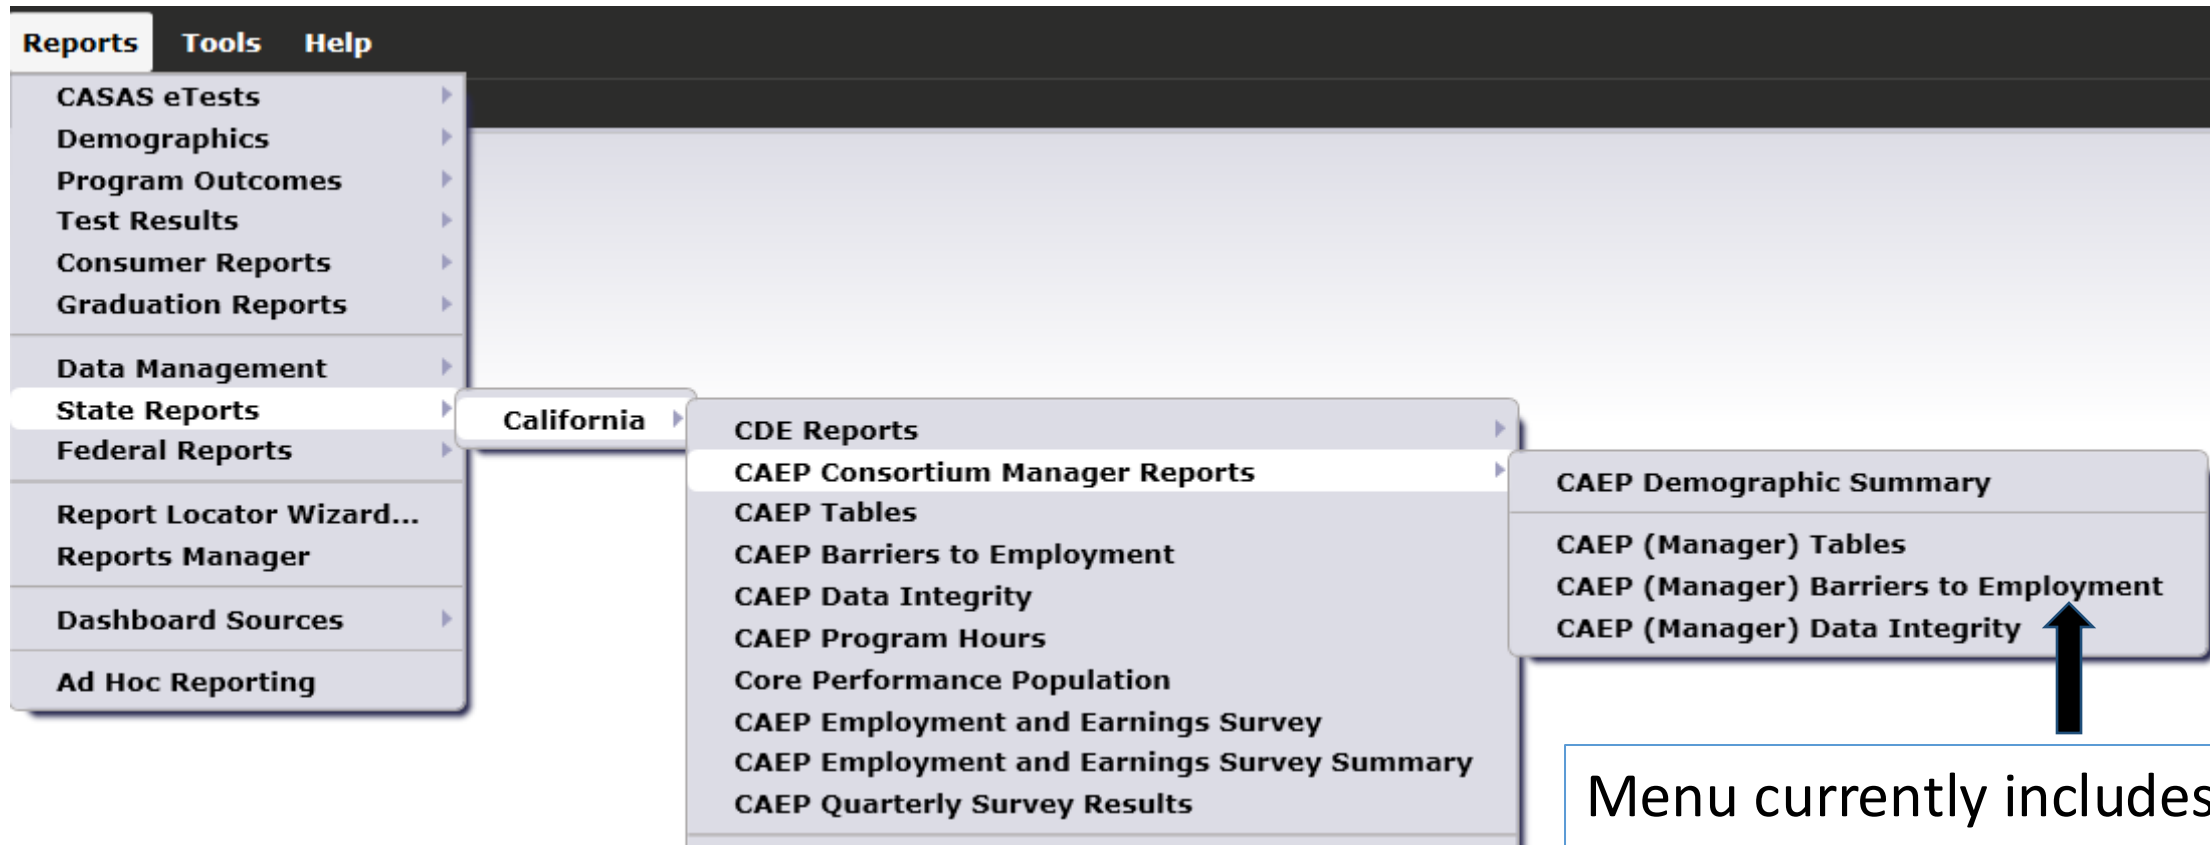 Reports Tools Help
CASAS eTests
Demographics
Program Outcomes
Test Results
Consumer Reports
Graduation Reports
Data Management
State Reports
Federal Reports
Report Locator Wizard...
Reports Manager
Dashboard Sources
Ad Hoc Reporting
California
CDE Reports
CAEP Consortium Manager Reports
CAEP Tables
CAEP Barriers to Employment
CAEP Data Integrity
CAEP Program Hours
Core Performance Population
CAEP Employment and Earnings Survey
CAEP Employment and Earnings Survey Summary
CAEP Quarterly Survey Results
CAEP Demographic Summary
CAEP (Manager) Tables
CAEP (Manager) Barriers to Employment
CAEP (Manager) Data Integrity
Menu currently includes